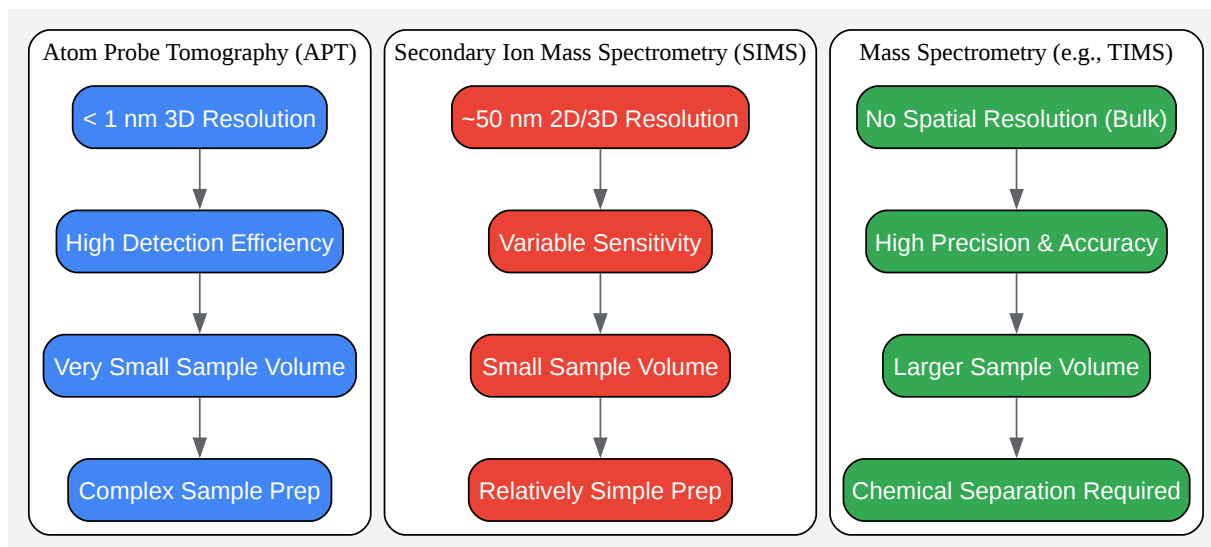 Atom Probe Tomography (APT)
< 1 nm 3D Resolution
High Detection Efficiency
Very Small Sample Volume
Complex Sample Prep
Secondary Ion Mass Spectrometry (SIMS)
~50 nm 2D/3D Resolution
Variable Sensitivity
Small Sample Volume
Relatively Simple Prep
Mass Spectrometry (e.g., TIMS)
No Spatial Resolution (Bulk)
High Precision & Accuracy
Larger Sample Volume
Chemical Separation Required